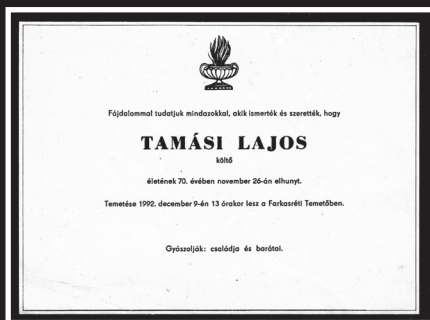 Fájdalommal tudatjuk mindazokkal, akik ismerték és szerették, hogy
TAMÁSI LAJOS
költő
életének 70. évében november 26-án elhunyt.
Temetése 1992. december 9-én 13 órakor lesz a Farkasréti Temetőben.
Gyászolják: családja és barátai.